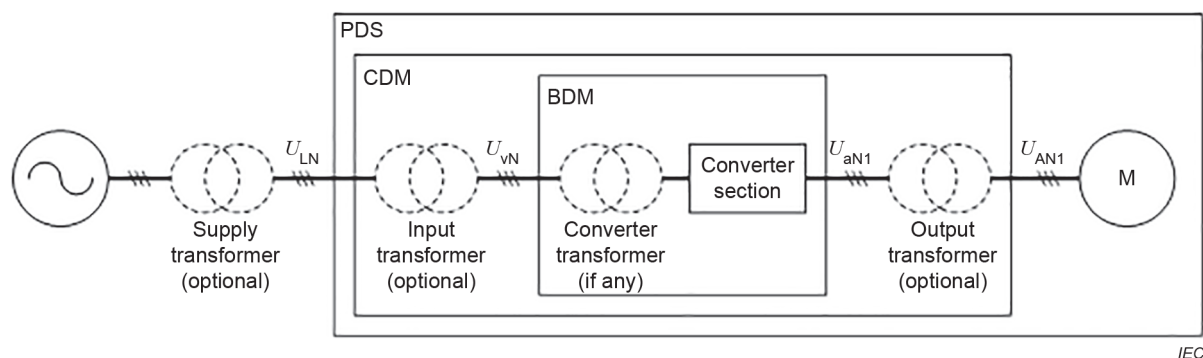 PDS
CDM
BDM
U_LN
U_vN
U_aN1
U_AN1
Converter
section
M
Supply
transformer
(optional)
Input
transformer
(optional)
Converter
transformer
(if any)
Output
transformer
(optional)
IEC